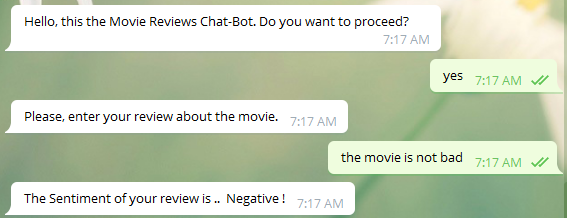 Hello, this the Movie Reviews Chat-Bot. Do you want to proceed?
7:17 AM
yes 7:17 AM
Please, enter your review about the movie. 7:17 AM
the movie is not bad 7:17 AM
The Sentiment of your review is .. Negative ! 7:17 AM